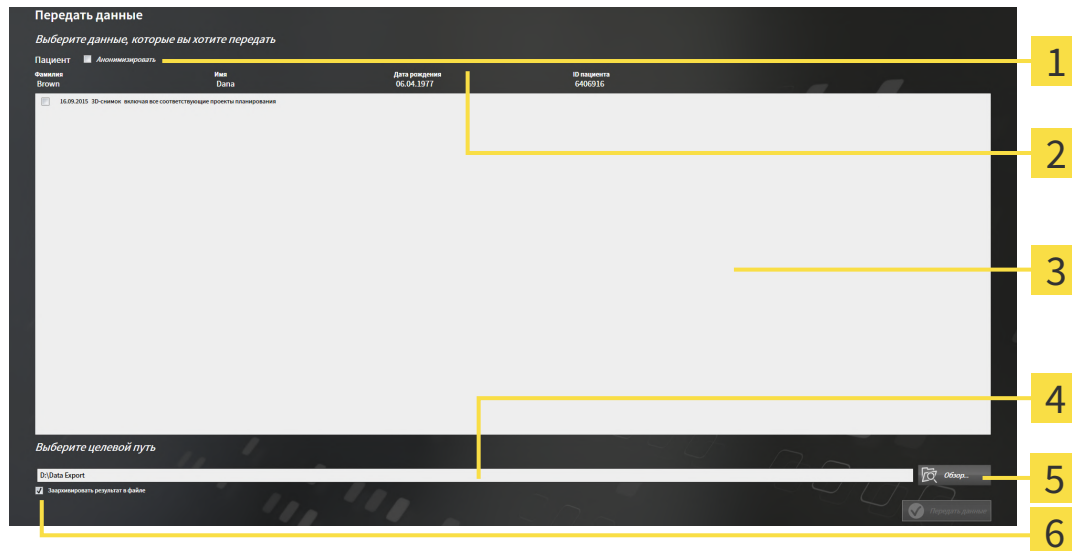 Передать данные
Выберите данные, которые вы хотите передать
Пациент Анонимизировать
1
Фамилия Имя Дата рождения ID пациента
Brown Dana 06.04.1977 6406916
16.09.2015 3D-снимок включая все соответствующие проекты планирования
2
3
4
Выберите целевой путь
D:\Data Export Обзор...
5
Заархивировать результат в файле
Передать данные
6